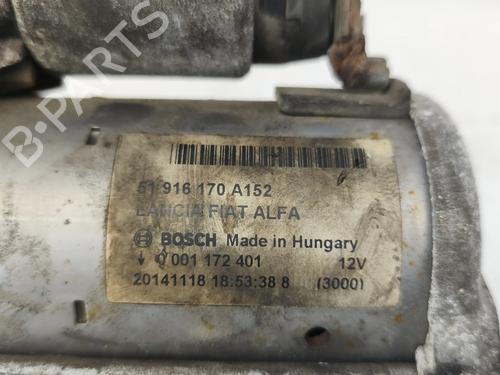 B-PARTS
51 916 170 A152
LANCIA FIAT ALFA
BOSCH Made in Hungary
0 001 172 401 12V
20141118 18:53:38 8 (3000)